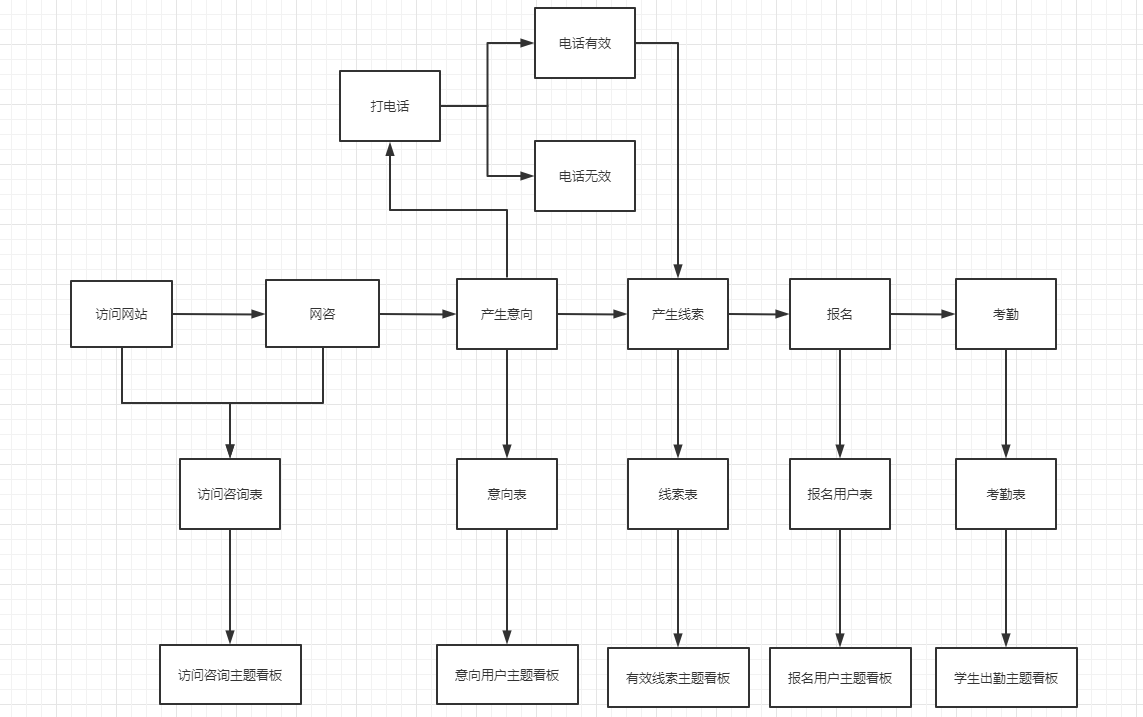 电话有效
打电话
电话无效
访问网站
网咨
产生意向
产生线索
报名
考勤
访问咨询表
意向表
线索表
报名用户表
考勤表
访问咨询主题看板
意向用户主题看板
有效线索主题看板
报名用户主题看板
学生出勤主题看板